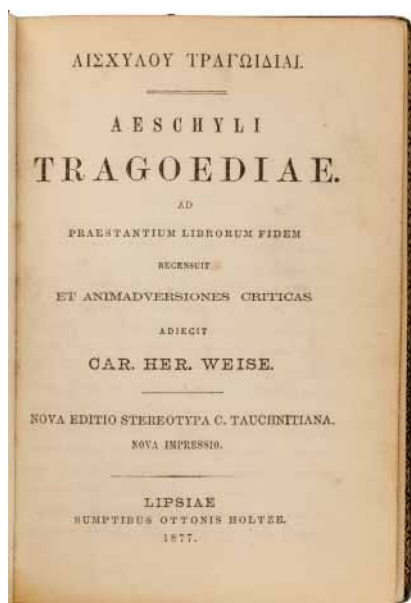 ΑΙΣΧΥΛΟΥ ΤΡΑΓΩΙΔΙΑΙ.
AESCHYLI
TRAGOEDIAE.
AD
PRAESTANTIUM LIBRORUM FIDEM
RECENSUIT
ET ANIMADVERSIONES CRITICAS
ADIECIT
CAR. HER. WEISE.
NOVA EDITIO STEREOTYPA C. TAUCHNITIANA.
NOVA IMPRESSIO.
LIPSIAE
SUMPTIBUS OTTONIS HOLTZE.
1877.